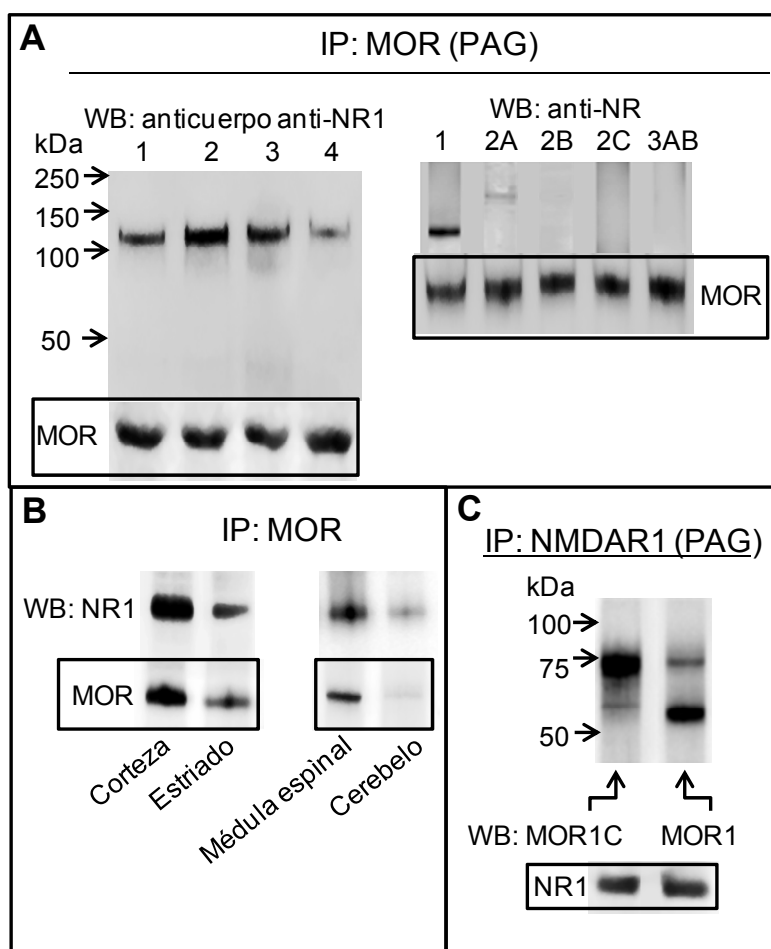 A
IP: MOR (PAG)
WB: anticuerpo anti-NR1
kDa
1 2 3 4
250
150
100
50
MOR
WB: anti-NR
1 2A 2B 2C 3AB
MOR
B
IP: MOR
WB: NR1
MOR
Corteza
Estriado
Médula espinal
Cerebelo
C
IP: NMDAR1 (PAG)
kDa
100
75
50
WB: MOR1C MOR1
NR1